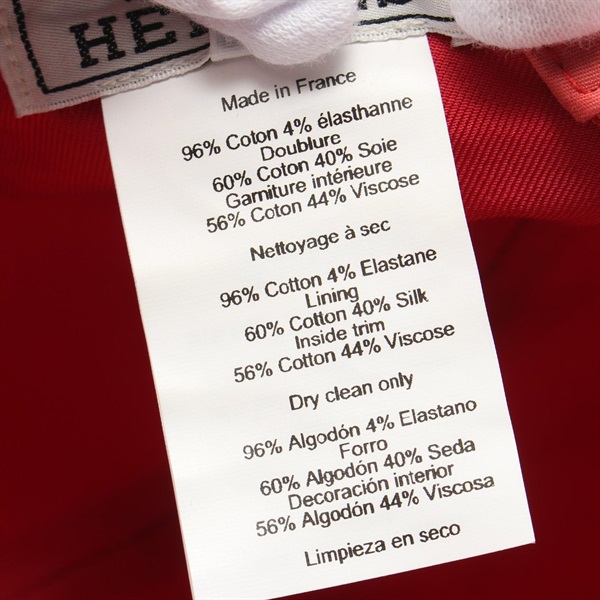 HE
Made in France
96% Coton 4% élasthanne
Doublure
60% Coton 40% Soie
Garniture intérieure
56% Coton 44% Viscose
Nettoyage à sec
96% Cotton 4% Elastane
Lining
60% Cotton 40% Silk
Inside trim
56% Cotton 44% Viscose
Dry clean only
96% Algodón 4% Elastano
Forro
60% Algodón 40% Seda
Decoración interior
56% Algodón 44% Viscosa
Limpieza en seco